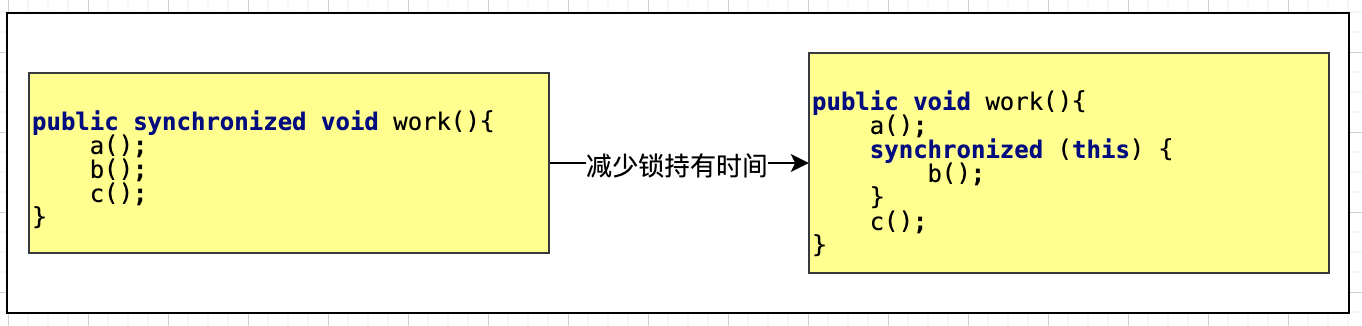 public synchronized void work(){
    a();
    b();
    c();
}
减少锁持有时间
public void work(){
    a();
    synchronized (this) {
        b();
    }
    c();
}